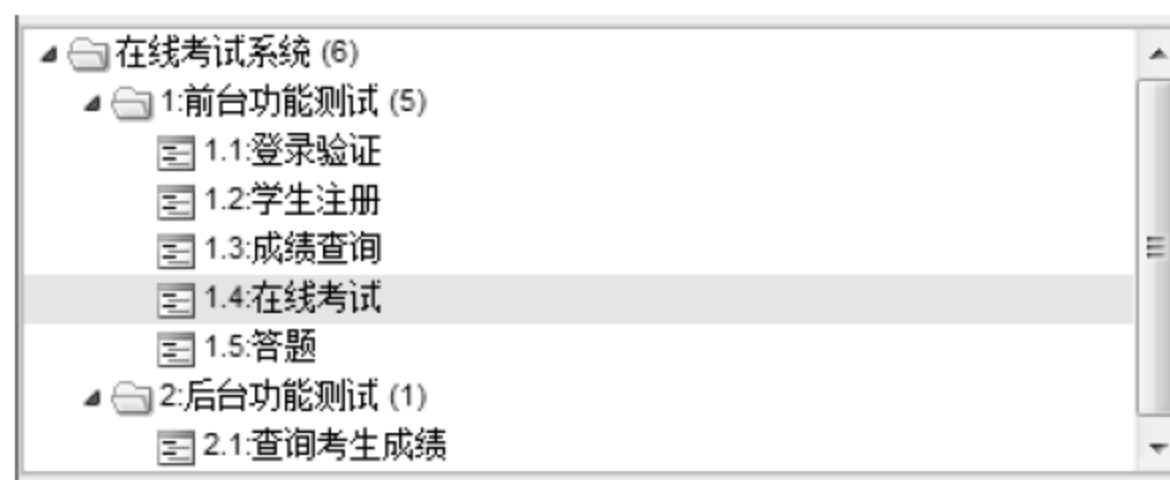 在线考试系统 (6)
1:前台功能测试 (5)
1.1:登录验证
1.2:学生注册
1.3:成绩查询
1.4:在线考试
1.5:答题
2:后台功能测试 (1)
2.1:查询考生成绩